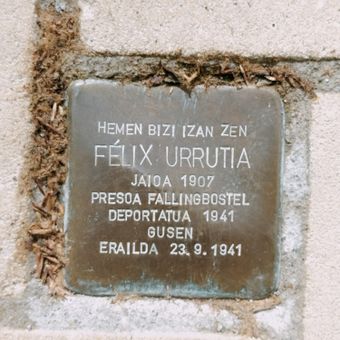 HEMEN BIZI IZAN ZEN
FÉLIX URRUTIA
JAIOA 1907
PRESOA FALLINGBOSTEL
DEPORTATUA 1941
GUSEN
ERAILDA 23.9.1941